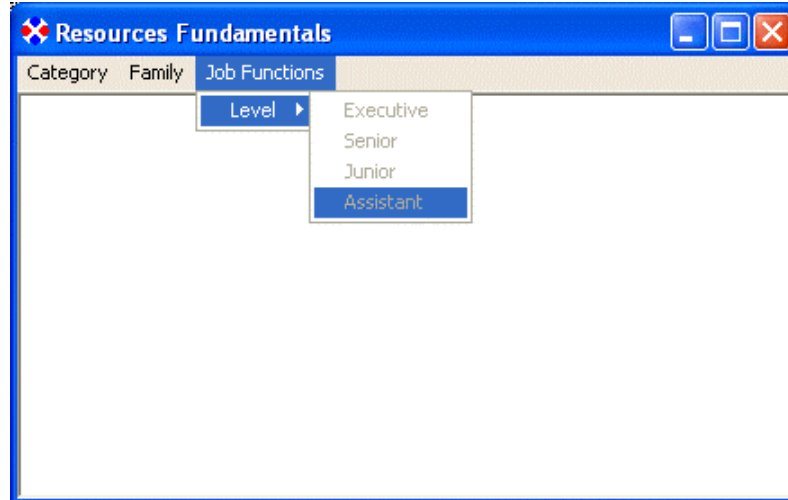 Resources Fundamentals
Category Family Job Functions
Level Executive
Senior
Junior
Assistant